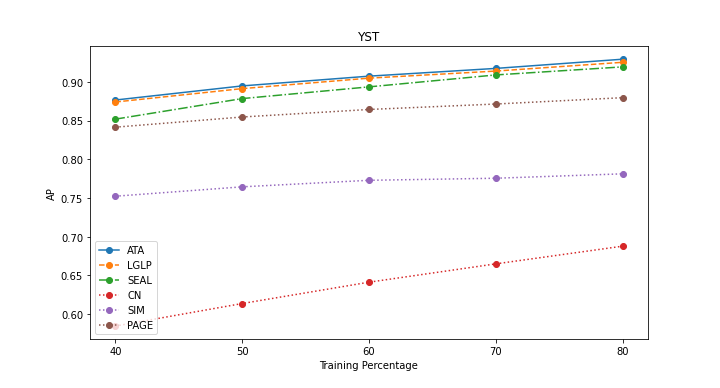 YST
AP
0.90
0.85
0.80
0.75
0.70
0.65
0.60
ATA
LGLP
SEAL
CN
SIM
PAGE
40 50 60 70 80
Training Percentage